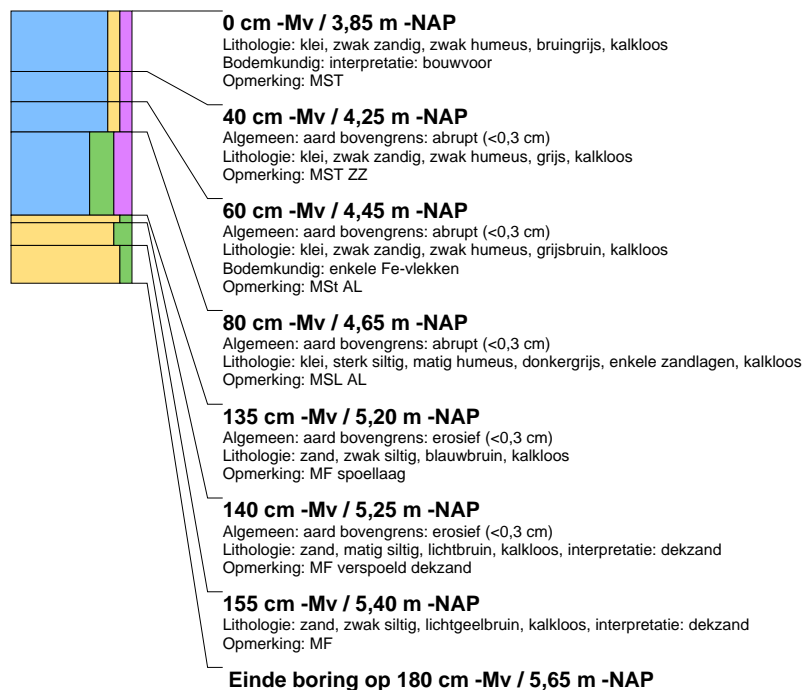 0 cm -Mv / 3,85 m -NAP
Lithologie: klei, zwak zandig, zwak humeus, bruingrijs, kalkloos
Bodemkundig: interpretatie: bouwvoor
Opmerking: MST
40 cm -Mv / 4,25 m -NAP
Algemeen: aard bovengrens: abrupt (<0,3 cm)
Lithologie: klei, zwak zandig, zwak humeus, grijs, kalkloos
Opmerking: MST ZZ
60 cm -Mv / 4,45 m -NAP
Algemeen: aard bovengrens: abrupt (<0,3 cm)
Lithologie: klei, zwak zandig, zwak humeus, grijsbruin, kalkloos
Bodemkundig: enkele Fe-vlekken
Opmerking: MSt AL
80 cm -Mv / 4,65 m -NAP
Algemeen: aard bovengrens: abrupt (<0,3 cm)
Lithologie: klei, sterk siltig, matig humeus, donkergrijs, enkele zandlagen, kalkloos
Opmerking: MSL AL
135 cm -Mv / 5,20 m -NAP
Algemeen: aard bovengrens: erosief (<0,3 cm)
Lithologie: zand, zwak siltig, blauwbruin, kalkloos
Opmerking: MF spoellaag
140 cm -Mv / 5,25 m -NAP
Algemeen: aard bovengrens: erosief (<0,3 cm)
Lithologie: zand, matig siltig, lichtbruin, kalkloos, interpretatie: dekzand
Opmerking: MF verspoeld dekzand
155 cm -Mv / 5,40 m -NAP
Lithologie: zand, zwak siltig, lichtgeelbruin, kalkloos, interpretatie: dekzand
Opmerking: MF
Einde boring op 180 cm -Mv / 5,65 m -NAP